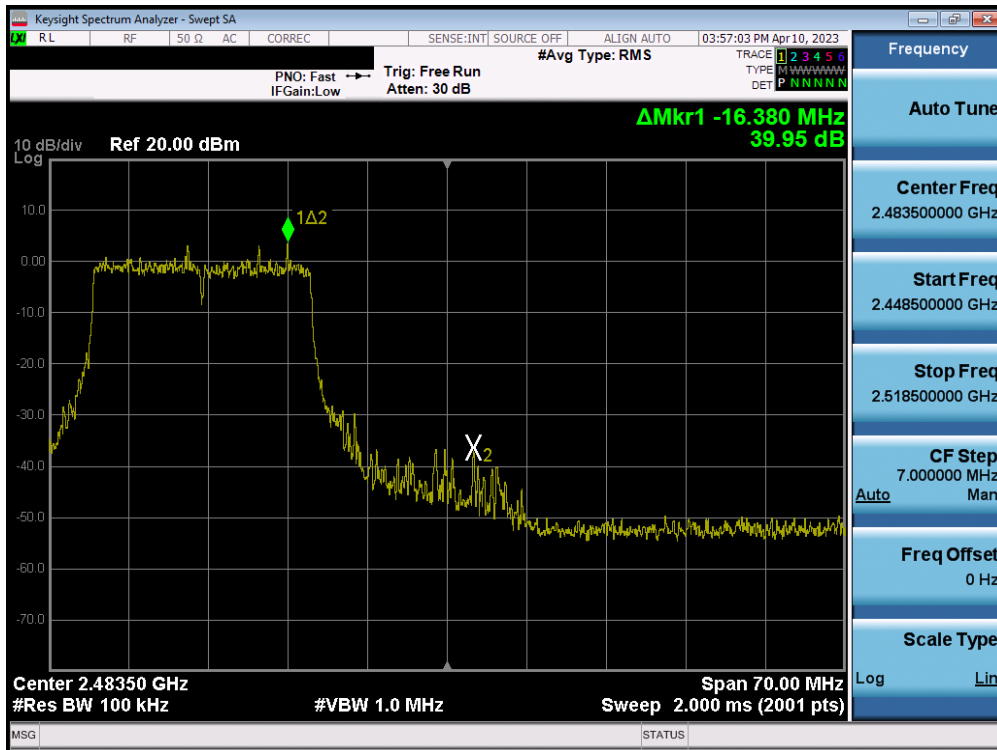 Keysight Spectrum Analyzer - Swept SA
LXI RL RF 50 Ω AC CORREC SENSE:INT SOURCE OFF ALIGN AUTO 03:57:03 PM Apr 10, 2023
#Avg Type: RMS
TRACE 1 2 3 4 5 6
PNO: Fast Trig: Free Run
TYPE M WWWWW
IFGain:Low Atten: 30 dB
DET P N N N N N
ΔMkr1 -16.380 MHz
39.95 dB
10 dB/div Ref 20.00 dBm
Log
10.0
1Δ2
0.00
-10.0
-20.0
-30.0
X2
-40.0
-50.0
-60.0
-70.0
Center 2.48350 GHz Span 70.00 MHz
#Res BW 100 kHz #VBW 1.0 MHz Sweep 2.000 ms (2001 pts)
MSG STATUS
Frequency
Auto Tune
Center Freq
2.483500000 GHz
Start Freq
2.448500000 GHz
Stop Freq
2.518500000 GHz
CF Step
7.000000 MHz
Auto Man
Freq Offset
0 Hz
Scale Type
Log Lin